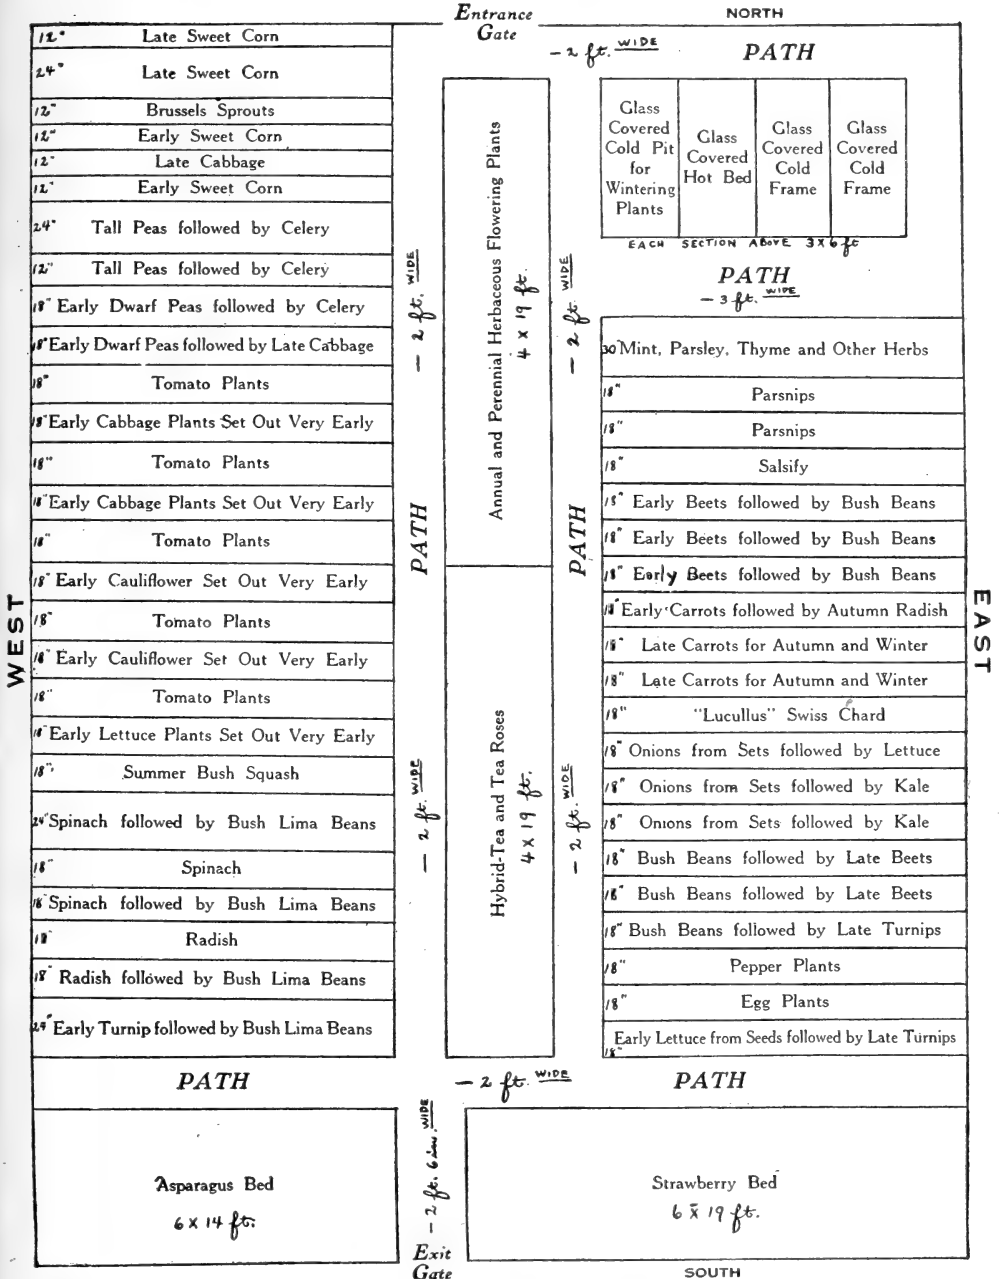 Entrance
Gate
NORTH
- 2 ft. WIDE
PATH
12" Late Sweet Corn
24" Late Sweet Corn
12" Brussels Sprouts
12" Early Sweet Corn
12" Late Cabbage
12" Early Sweet Corn
24" Tall Peas followed by Celery
12" Tall Peas followed by Celery
18" Early Dwarf Peas followed by Celery
18" Early Dwarf Peas followed by Late Cabbage
18" Tomato Plants
18" Early Cabbage Plants Set Out Very Early
18" Tomato Plants
18" Early Cabbage Plants Set Out Very Early
18" Tomato Plants
18" Early Cauliflower Set Out Very Early
18" Tomato Plants
18" Early Cauliflower Set Out Very Early
18" Tomato Plants
18" Early Lettuce Plants Set Out Very Early
18" Summer Bush Squash
24" Spinach followed by Bush Lima Beans
18" Spinach
18" Spinach followed by Bush Lima Beans
18" Radish
18" Radish followed by Bush Lima Beans
24" Early Turnip followed by Bush Lima Beans
WEST
- 2 ft. WIDE
PATH
- 2 ft. WIDE
Annual and Perennial Herbaceous Flowering Plants
4 x 19 ft.
Hybrid-Tea and Tea Roses
4 x 19 ft.
- 2 ft. WIDE
PATH
- 2 ft. WIDE
Glass
Covered
Cold Pit
for
Wintering
Plants
Glass
Covered
Hot Bed
Glass
Covered
Cold
Frame
Glass
Covered
Cold
Frame
EACH SECTION ABOVE 3 x 6 ft
PATH
- 3 ft. WIDE
30" Mint, Parsley, Thyme and Other Herbs
18" Parsnips
18" Parsnips
18" Salsify
18" Early Beets followed by Bush Beans
18" Early Beets followed by Bush Beans
18" Early Beets followed by Bush Beans
18" Early Carrots followed by Autumn Radish
18" Late Carrots for Autumn and Winter
18" Late Carrots for Autumn and Winter
18" "Lucullus" Swiss Chard
18" Onions from Sets followed by Lettuce
18" Onions from Sets followed by Kale
18" Onions from Sets followed by Kale
18" Bush Beans followed by Late Beets
18" Bush Beans followed by Late Beets
18" Bush Beans followed by Late Turnips
18" Pepper Plants
18" Egg Plants
Early Lettuce from Seeds followed by Late Turnips
18"
EAST
PATH
- 2 ft. WIDE
PATH
Asparagus Bed
6 x 14 ft.
- 2 ft. 6 in. WIDE
Strawberry Bed
6 x 19 ft.
Exit
Gate
SOUTH